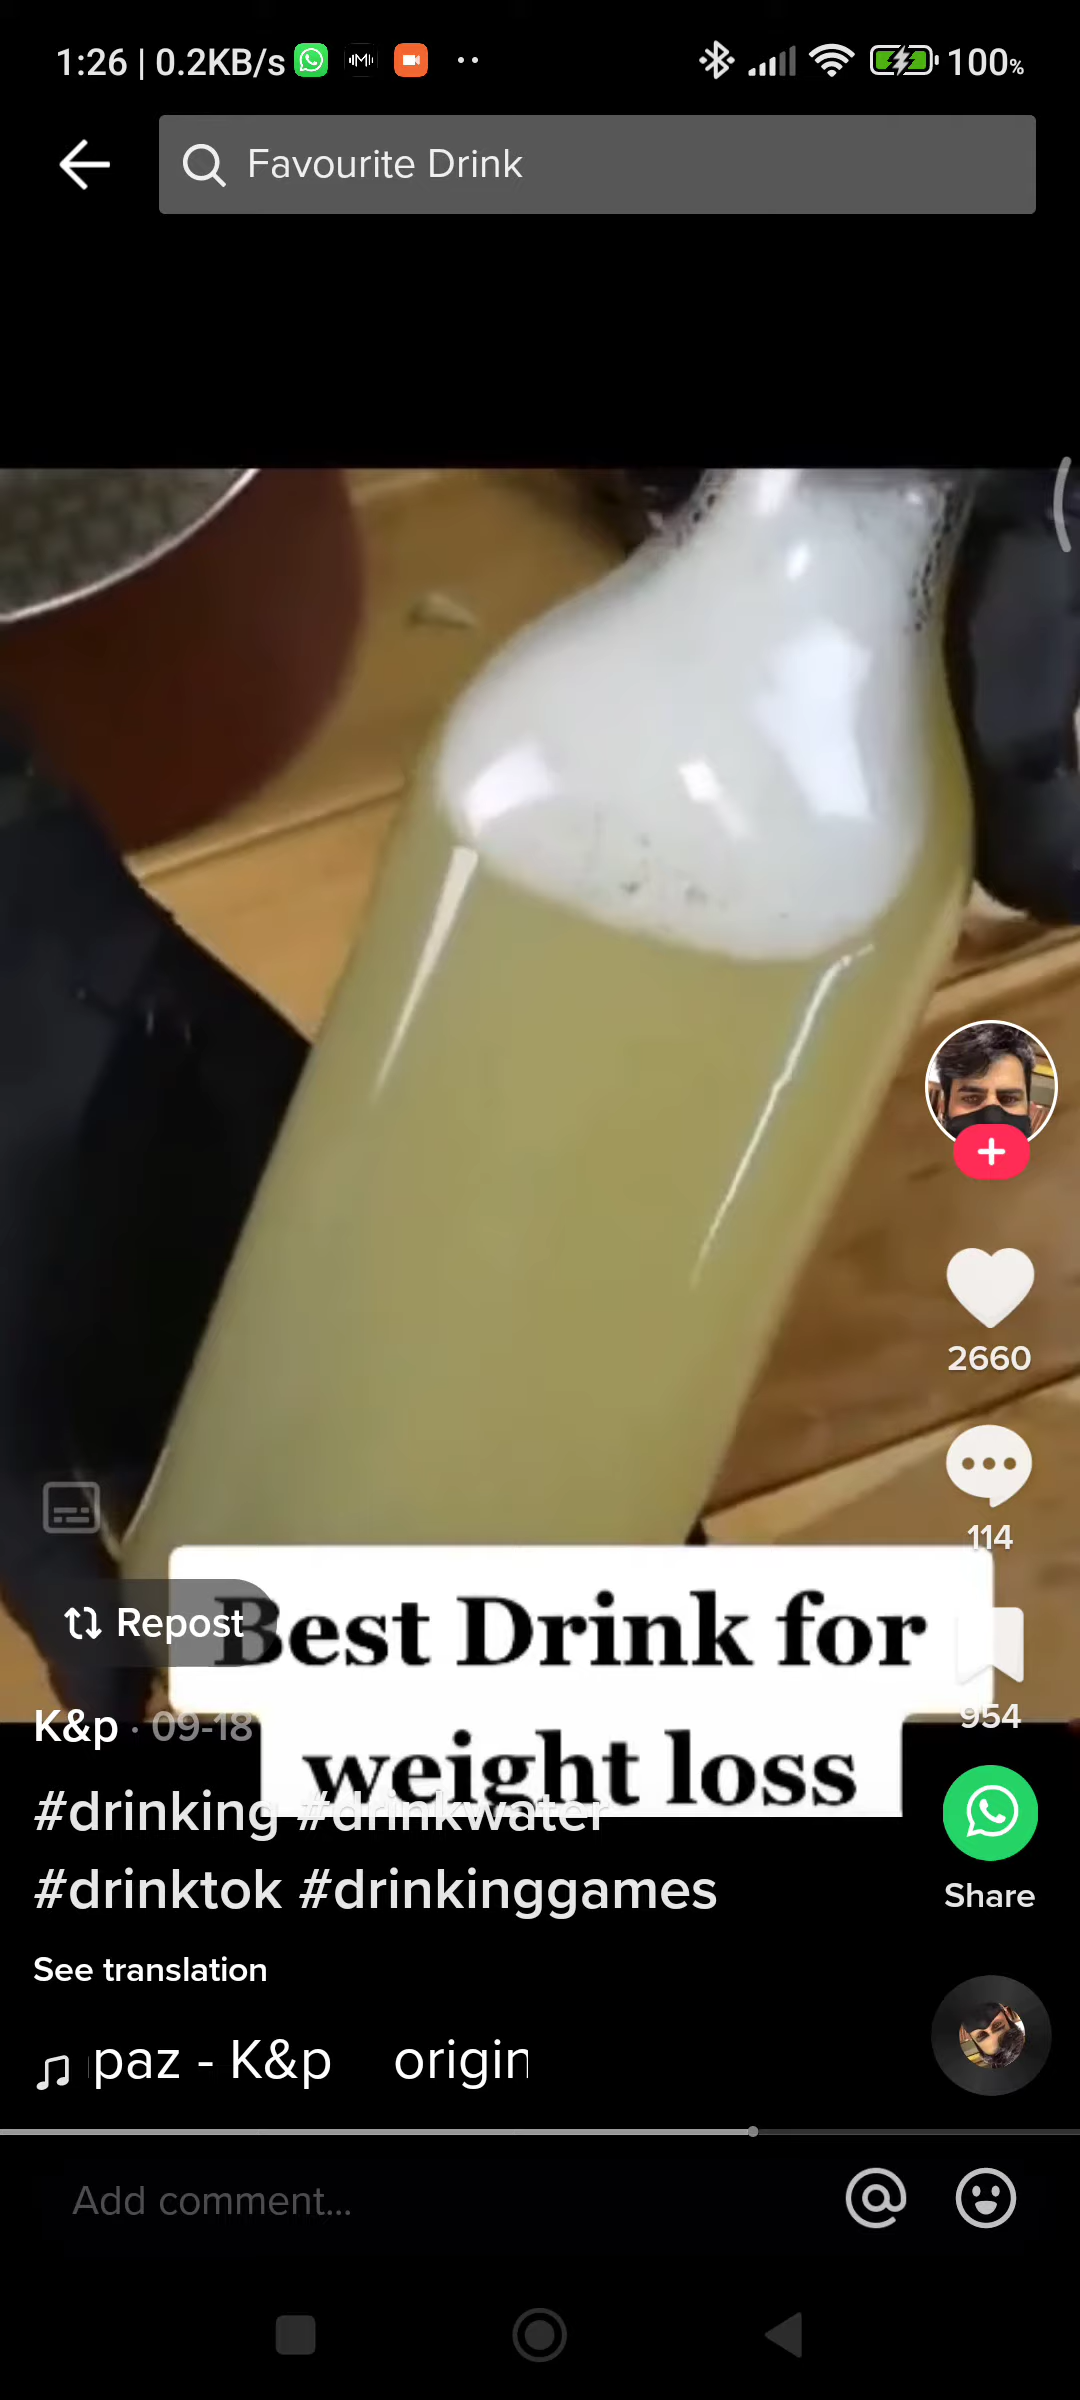 1:26 | 0.2KB/s
100%
Favourite Drink
2660
114
Best Drink for
Repost
954
K&p · 09-18
weight loss
#drinking #drinkwater
#drinktok #drinkinggames
Share
See translation
paz - K&p origin
Add comment...